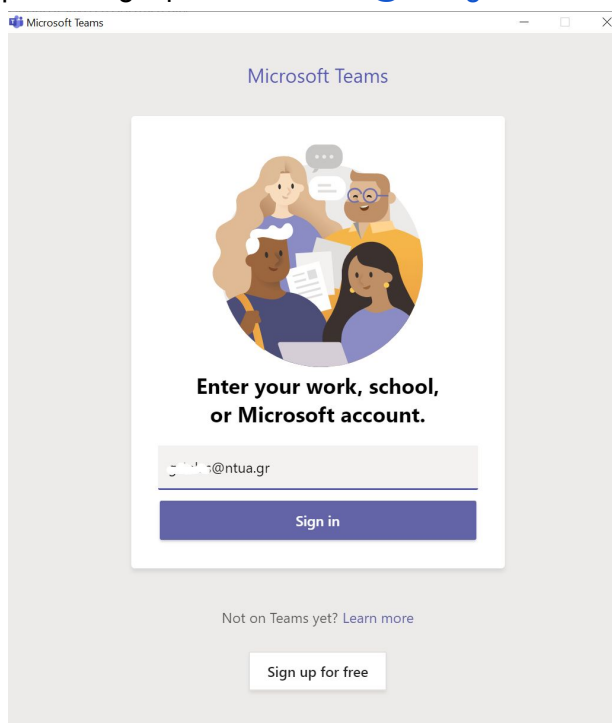 Microsoft Teams
Microsoft Teams
Enter your work, school,
or Microsoft account.
@ntua.gr
Sign in
Not on Teams yet? Learn more
Sign up for free